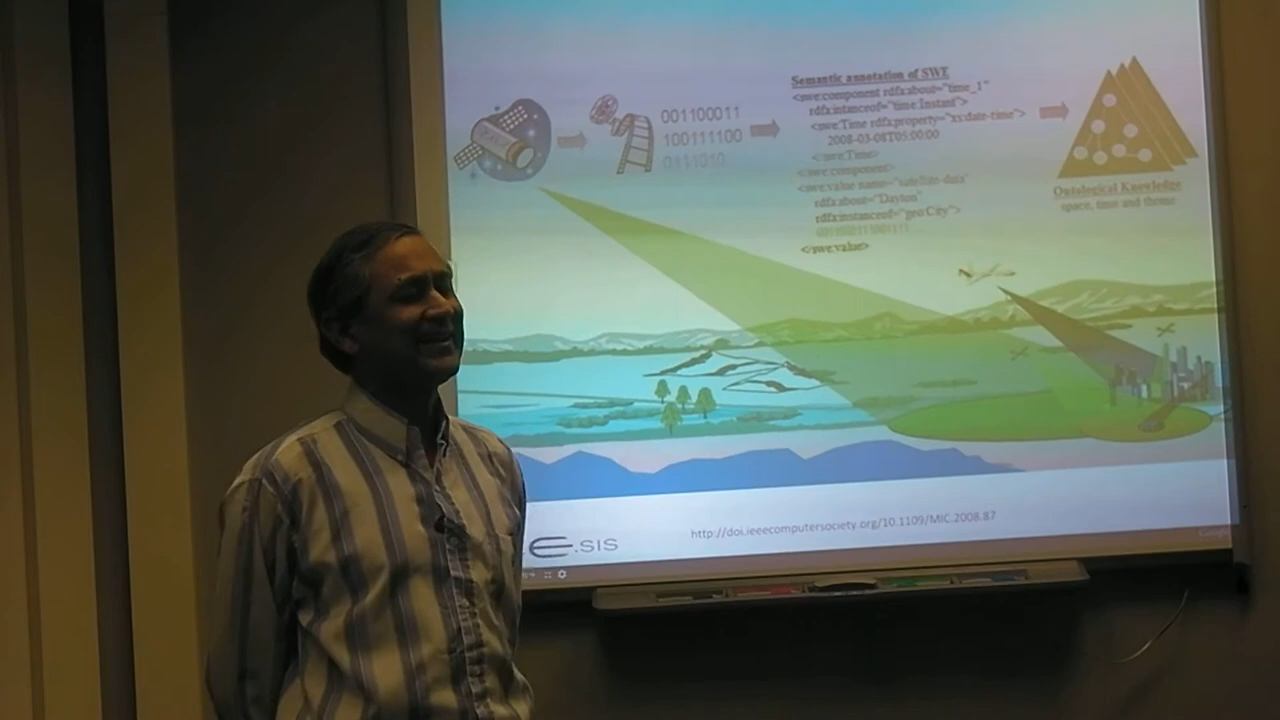 001100011
100111100
0111010
Semantic annotation of SWE
<swe:component rdfa:about="time_1"
rdfa:intanceof="time:Instant">
<swe:Time rdfa:property="xs:date-time">
2008-03-08T05:00:00
</swe:Time>
</swe:component>
<swe:value name="satellite-data"
rdfa:about="Dayton"
rdfa:instanceof="geo:City">
</swe:value>
Ontological Knowledge
space, time and theme
http://doi.ieeecomputersociety.org/10.1109/MIC.2008.87
.SIS